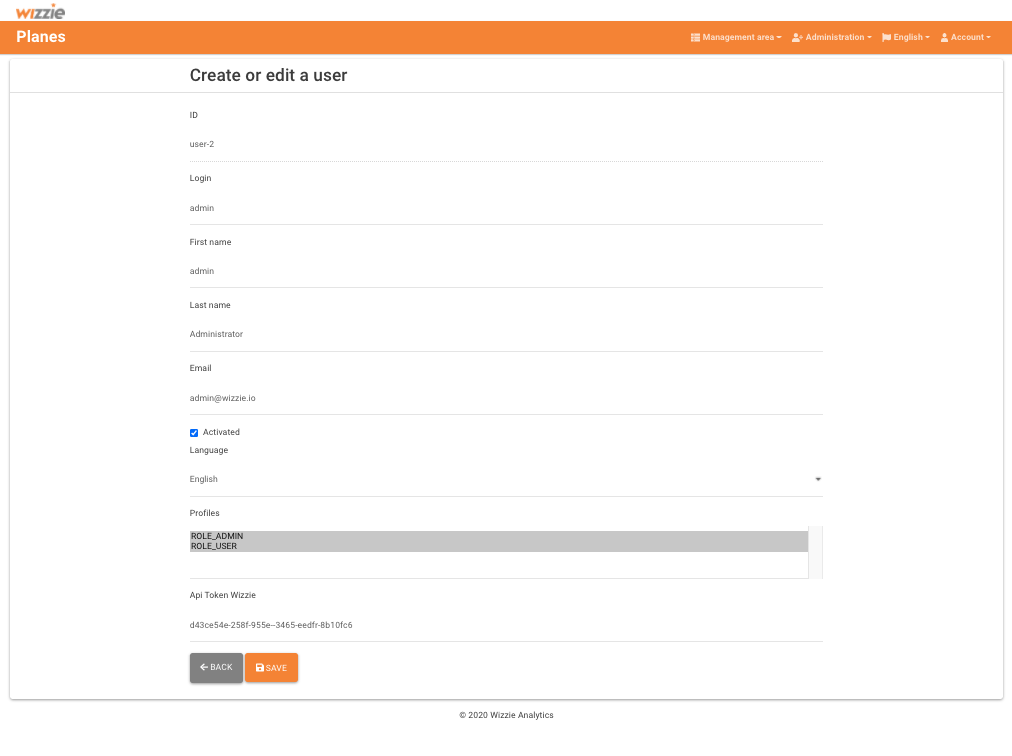 wizzie
Planes
Management area
Administration
English
Account
Create or edit a user
ID
user-2
Login
admin
First name
admin
Last name
Administrator
Email
admin@wizzie.io
Activated
Language
English
Profiles
ROLE_ADMIN
ROLE_USER
Api Token Wizzie
d43ce54e-258f-955e--3465-eedfr-8b10fc6
BACK
SAVE
© 2020 Wizzie Analytics